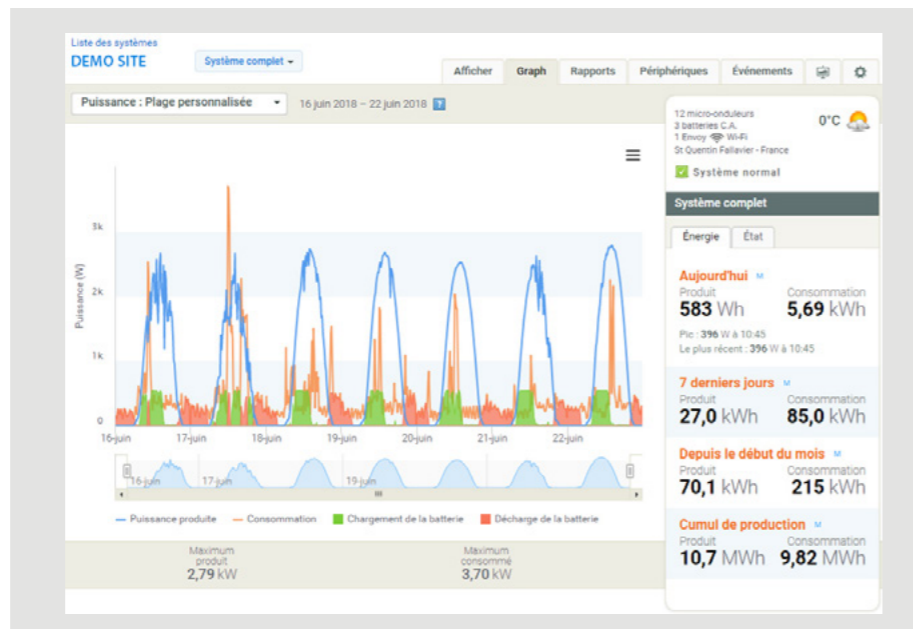 Liste des systèmes
DEMO SITE
Système complet
Afficher Graph Rapports Périphériques Événements
Puissance : Plage personnalisée
16 juin 2018 – 22 juin 2018 ?
12 micro-onduleurs
3 batteries C.A.
1 Envoy Wi-Fi
St Quentin Fallavier - France
0°C
Système normal
Système complet
Énergie État
Aujourd'hui M
Produit Consommation
583 Wh 5,69 kWh
Pic : 396 W à 10:45
Le plus récent : 396 W à 10:45
7 derniers jours M
Produit Consommation
27,0 kWh 85,0 kWh
Depuis le début du mois M
Produit Consommation
70,1 kWh 215 kWh
Cumul de production M
Produit Consommation
10,7 MWh 9,82 MWh
Puissance (W)
3k
2k
1k
0
16-juin 17-juin 18-juin 19-juin 20-juin 21-juin 22-juin
16-juin 17-juin 19-juin
Puissance produite Consommation Chargement de la batterie Décharge de la batterie
Maximum produit
2,79 kW
Maximum consommé
3,70 kW